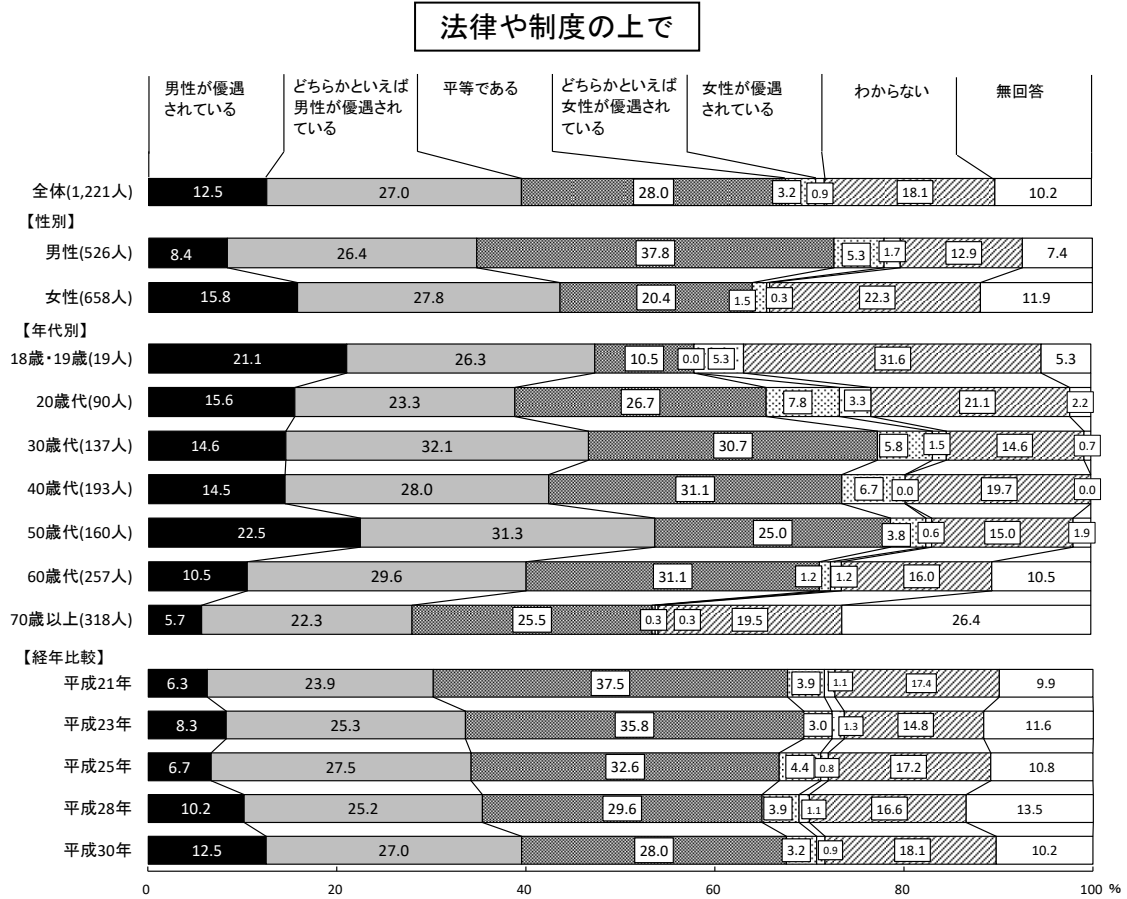 法律や制度の上で
男性が優遇
されている
どちらかといえば
男性が優遇され
ている
平等である
どちらかといえば
女性が優遇され
ている
女性が優遇
されている
わからない
無回答
全体(1,221人) 12.5 27.0 28.0 3.2 0.9 18.1 10.2
【性別】
男性(526人) 8.4 26.4 37.8 5.3 1.7 12.9 7.4
女性(658人) 15.8 27.8 20.4 1.5 0.3 22.3 11.9
【年代別】
18歳・19歳(19人) 21.1 26.3 10.5 0.0 5.3 31.6 5.3
20歳代(90人) 15.6 23.3 26.7 7.8 3.3 21.1 2.2
30歳代(137人) 14.6 32.1 30.7 5.8 1.5 14.6 0.7
40歳代(193人) 14.5 28.0 31.1 6.7 0.0 19.7 0.0
50歳代(160人) 22.5 31.3 25.0 3.8 0.6 15.0 1.9
60歳代(257人) 10.5 29.6 31.1 1.2 1.2 16.0 10.5
70歳以上(318人) 5.7 22.3 25.5 0.3 0.3 19.5 26.4
【経年比較】
平成21年 6.3 23.9 37.5 3.9 1.1 17.4 9.9
平成23年 8.3 25.3 35.8 3.0 1.3 14.8 11.6
平成25年 6.7 27.5 32.6 4.4 0.8 17.2 10.8
平成28年 10.2 25.2 29.6 3.9 1.1 16.6 13.5
平成30年 12.5 27.0 28.0 3.2 0.9 18.1 10.2
0 20 40 60 80 100 %